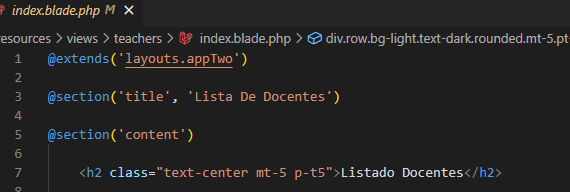 index.blade.php M ×
resources > views > teachers > index.blade.php > div.row.bg-light.text-dark.rounded.mt-5.pt
1 @extends('layouts.appTwo')
2
3 @section('title', 'Lista De Docentes')
4
5 @section('content')
6
7 <h2 class="text-center mt-5 p-t5">Listado Docentes</h2>